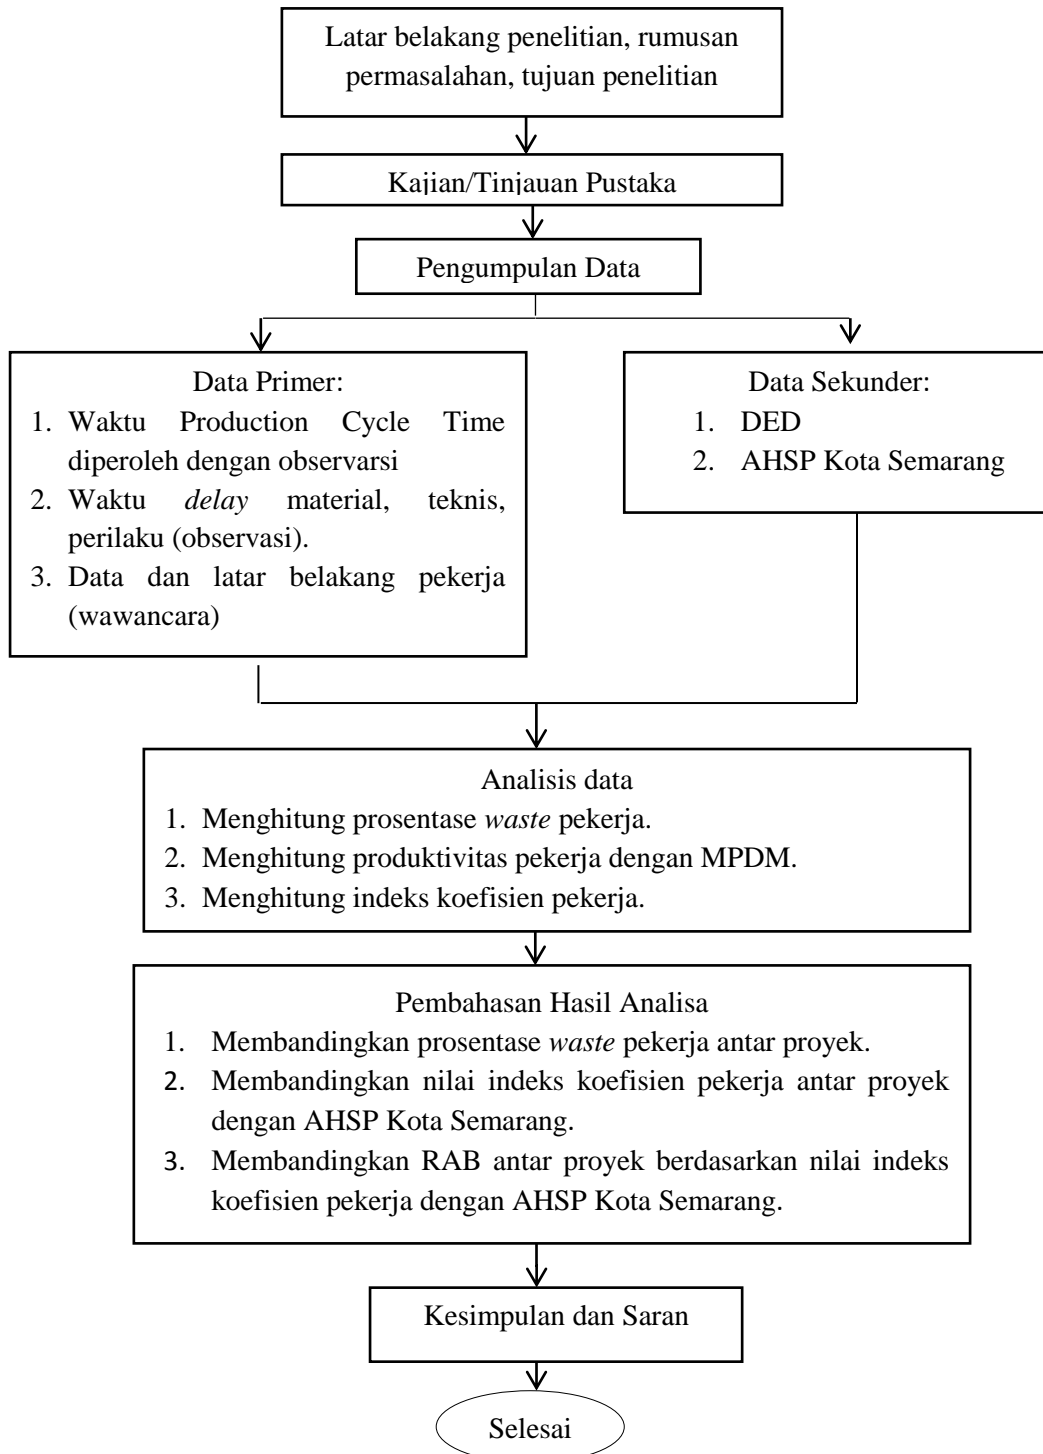 Latar belakang penelitian, rumusan
permasalahan, tujuan penelitian
Kajian/Tinjauan Pustaka
Pengumpulan Data
Data Primer:
1. Waktu Production Cycle Time
diperoleh dengan observarsi
2. Waktu delay material, teknis,
perilaku (observasi).
3. Data dan latar belakang pekerja
(wawancara)
Data Sekunder:
1. DED
2. AHSP Kota Semarang
Analisis data
1. Menghitung prosentase waste pekerja.
2. Menghitung produktivitas pekerja dengan MPDM.
3. Menghitung indeks koefisien pekerja.
Pembahasan Hasil Analisa
1. Membandingkan prosentase waste pekerja antar proyek.
2. Membandingkan nilai indeks koefisien pekerja antar proyek
dengan AHSP Kota Semarang.
3. Membandingkan RAB antar proyek berdasarkan nilai indeks
koefisien pekerja dengan AHSP Kota Semarang.
Kesimpulan dan Saran
Selesai